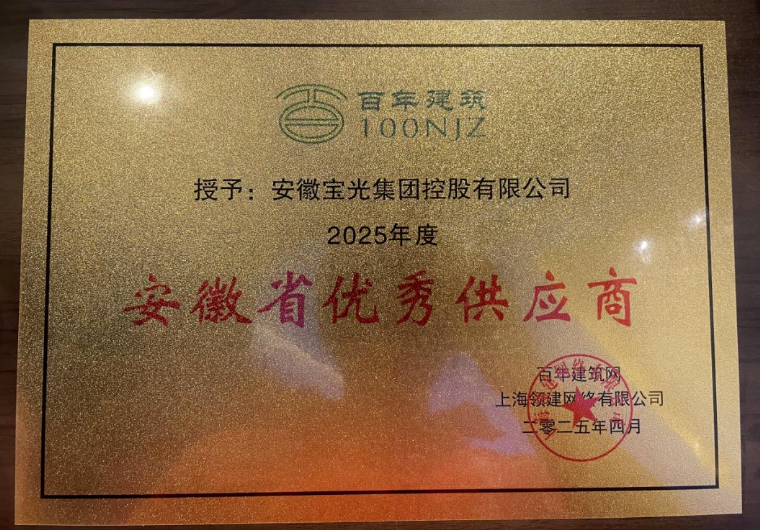 百年建筑
100NJZ
授予：安徽宝光集团控股有限公司
2025年度
安徽省优秀供应商
百年建筑网
上海领建网络有限公司
二零二五年四月